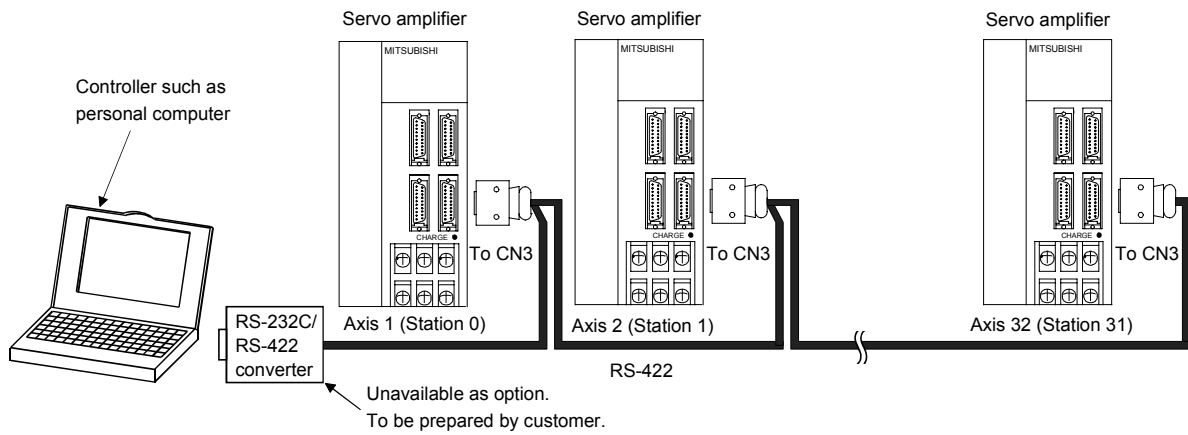 Servo amplifier
Servo amplifier
Servo amplifier
MITSUBISHI
MITSUBISHI
MITSUBISHI
Controller such as
personal computer
CHARGE
CHARGE
CHARGE
To CN3
To CN3
To CN3
RS-232C/
RS-422
converter
Axis 1 (Station 0)
Axis 2 (Station 1)
Axis 32 (Station 31)
RS-422
Unavailable as option.
To be prepared by customer.